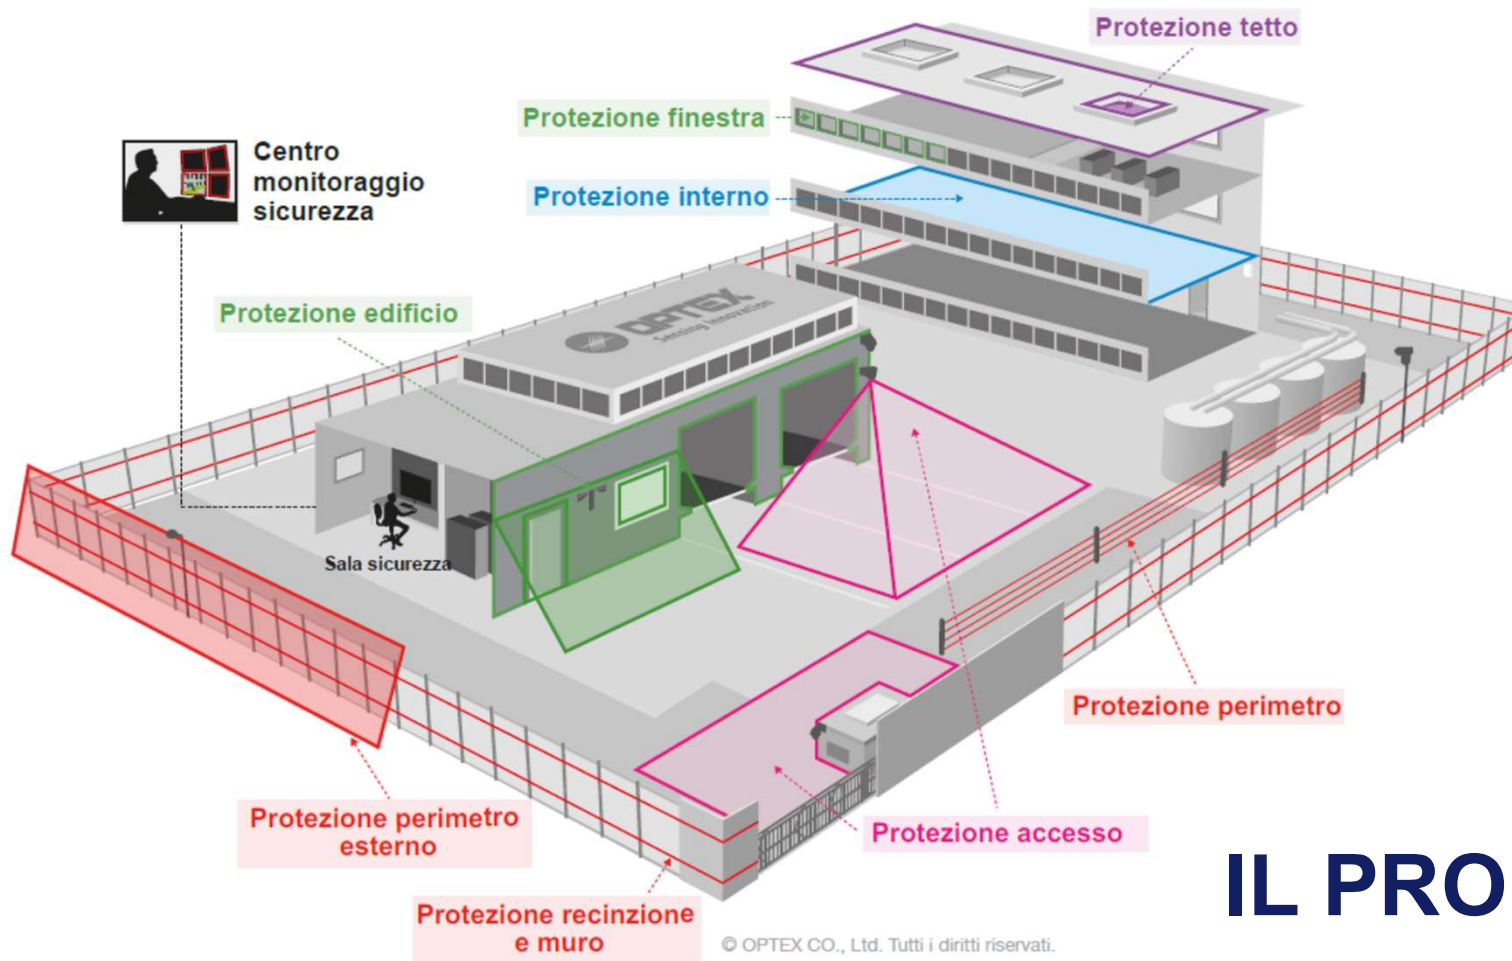 Protezione tetto
Protezione finestra
Centro
monitoraggio
sicurezza
Protezione interno
Protezione edificio
OPTEX
Sensing Innovation
Sala sicurezza
Protezione perimetro
Protezione perimetro
esterno
Protezione accesso
Protezione recinzione
e muro
IL PRO
© OPTEX CO., Ltd. Tutti i diritti riservati.